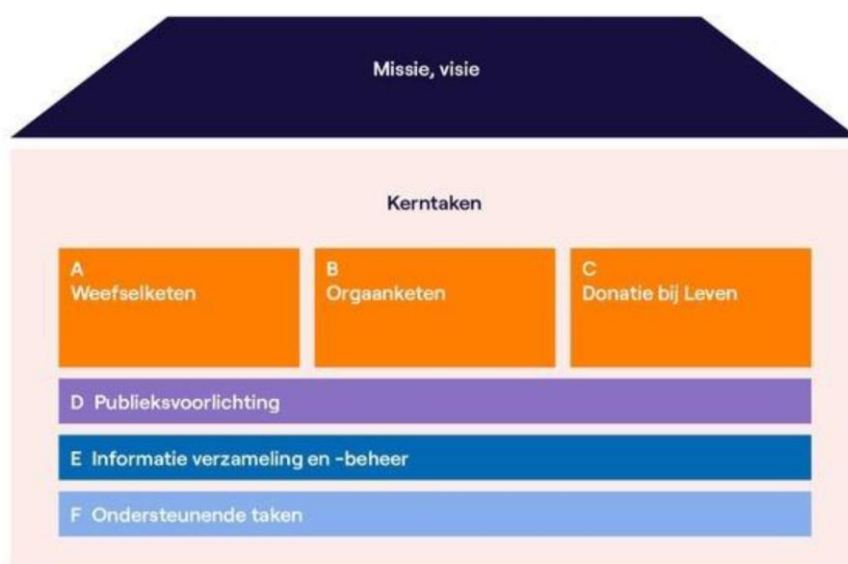 Missie, visie
Kerntaken
A
Weefselketen
B
Orgaanketen
C
Donatie bij Leven
D Publieksvoorlichting
E Informatie verzameling en -beheer
F Ondersteunende taken